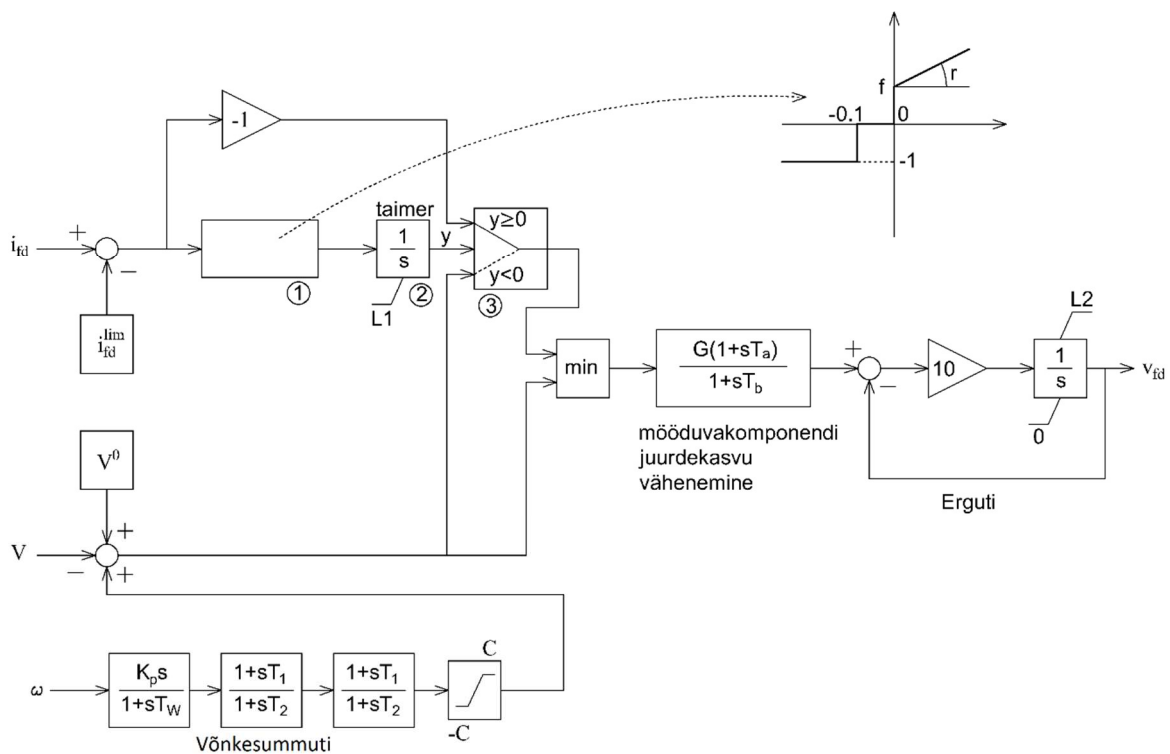 f
r
-0.1
0
-1
-1
taimer
i_fd
+
−
1/s
y
y≥0
y<0
①
L1
②
③
i_fd^lim
L2
min
G(1+sT_a)
1+sT_b
+
−
10
1/s
v_fd
0
mööduvakomponendi
juurdekasvu
vähenemine
Erguti
V⁰
+
V
−
+
C
ω
K_p s
1+sT_W
1+sT_1
1+sT_2
1+sT_1
1+sT_2
-C
Võnkesummuti